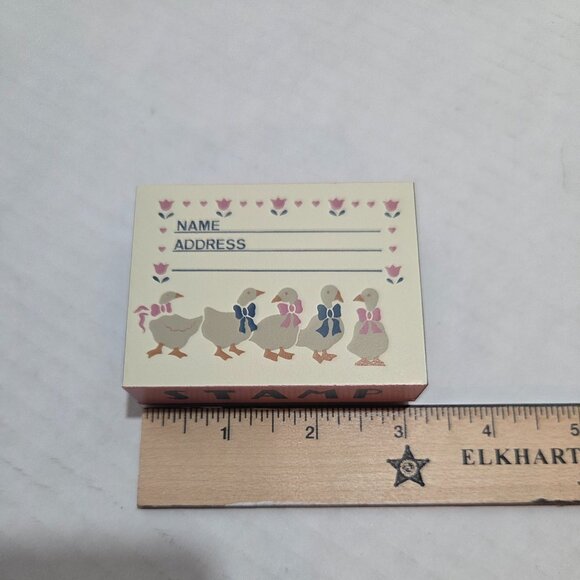 NAME
ADDRESS
STAMP
1 2 3 4 5
ELKHART